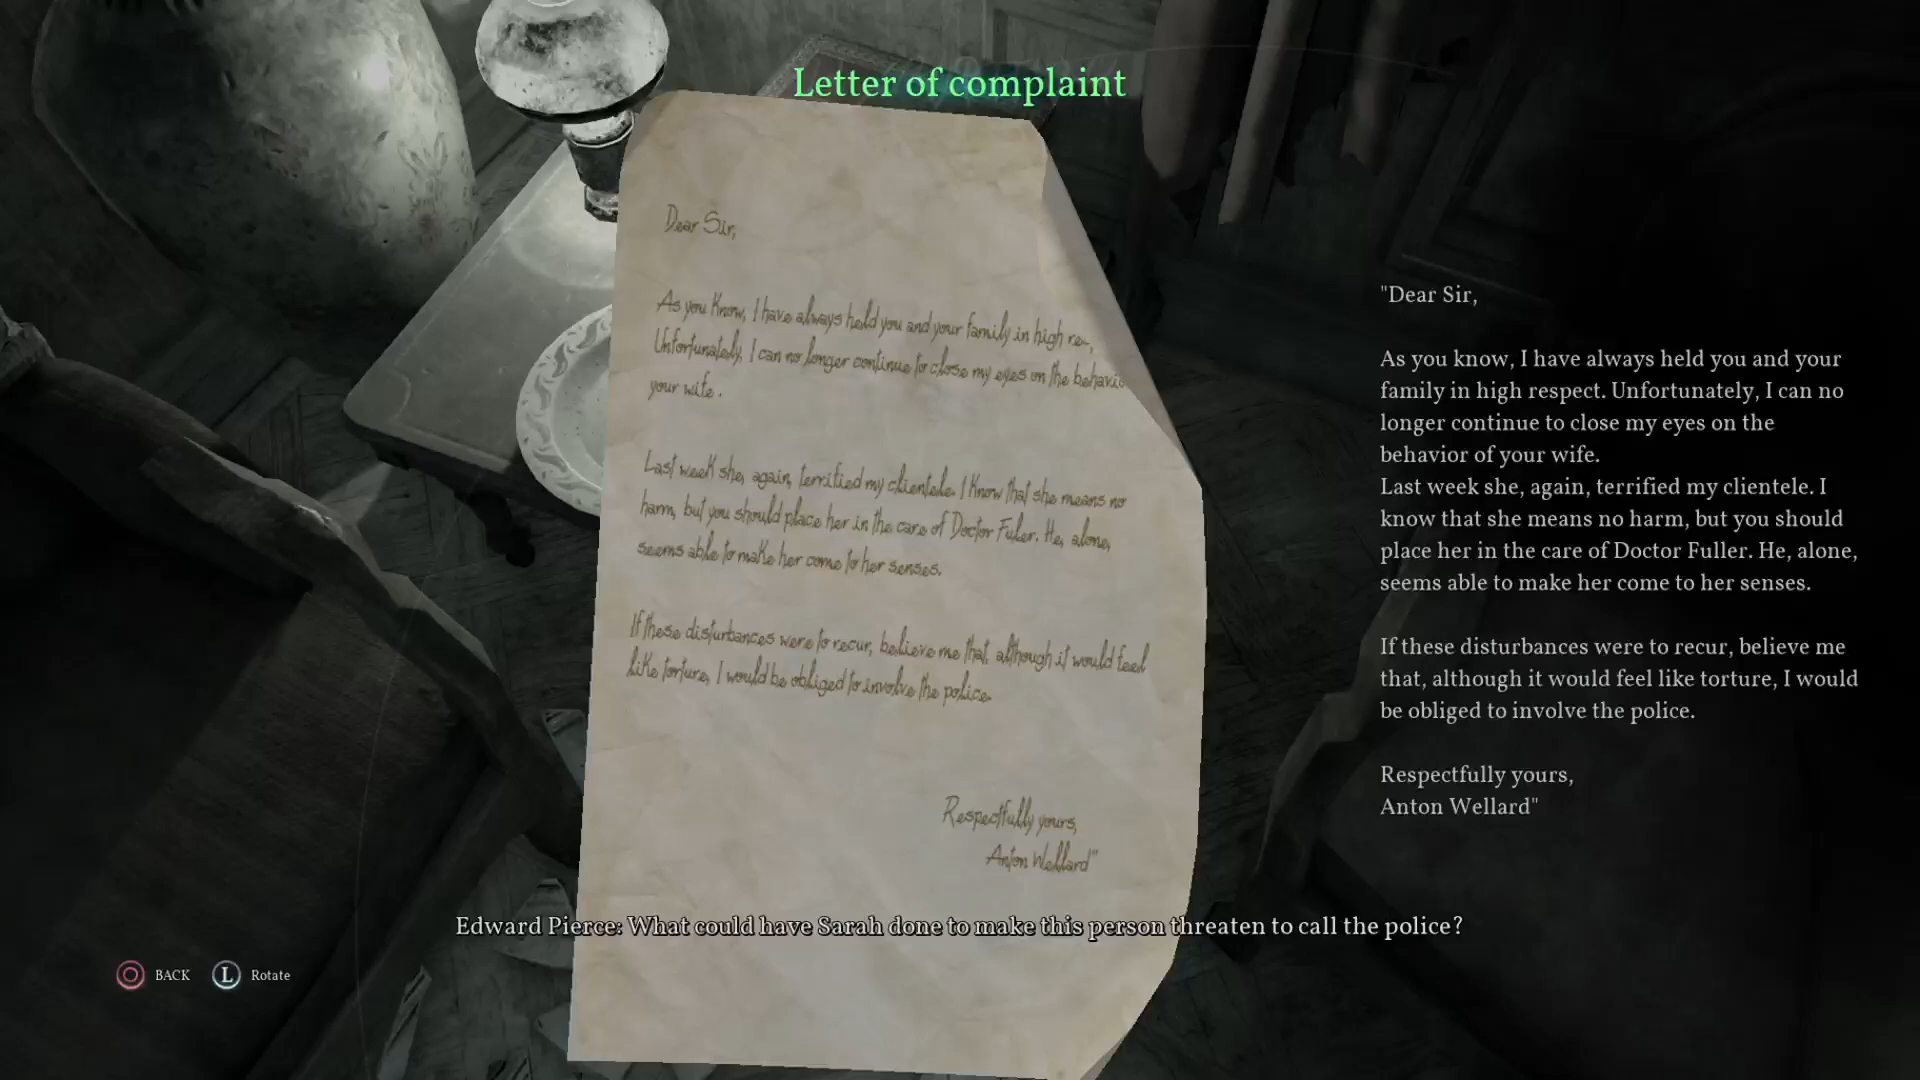 Letter of complaint
Dear Sir,
As you know, I have always held you and your family in high re
Unfortunately, I can no longer continue to close my eyes on the behavio
your wife.
Last week she, again, terrified my clientele. I know that she means no
harm, but you should place her in the care of Doctor Fuller. He, alone,
seems able to make her come to her senses.
If these disturbances were to recur, believe me that, although it would feel
like torture, I would be obliged to involve the police.
Respectfully yours,
Anton Wellard"
"Dear Sir,
As you know, I have always held you and your
family in high respect. Unfortunately, I can no
longer continue to close my eyes on the
behavior of your wife.
Last week she, again, terrified my clientele. I
know that she means no harm, but you should
place her in the care of Doctor Fuller. He, alone,
seems able to make her come to her senses.
If these disturbances were to recur, believe me
that, although it would feel like torture, I would
be obliged to involve the police.
Respectfully yours,
Anton Wellard"
Edward Pierce: What could have Sarah done to make this person threaten to call the police?
BACK L Rotate